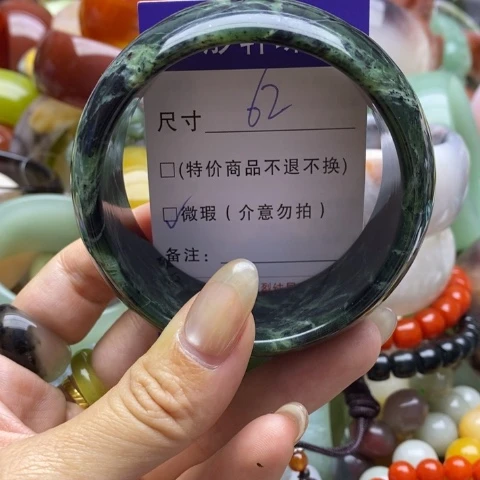 尺寸 62
□(特价商品不退不换)
☑微瑕(介意勿拍)
备注: